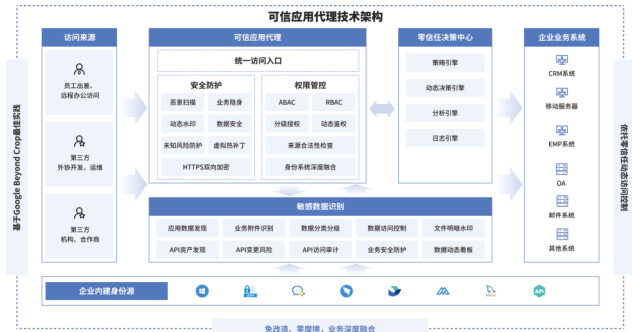 可信应用代理技术架构
基于Google Beyond Crop最佳实践
访问来源
员工出差、
远程办公访问
第三方
外协开发、运维
第三方
机构、合作商
可信应用代理
统一访问入口
安全防护
恶意扫描
业务隐身
动态水印
数据安全
未知风险防护
虚拟热补丁
HTTPS双向加密
权限管控
ABAC
RBAC
分级授权
动态鉴权
来源合法性检查
身份系统深度融合
零信任决策中心
策略引擎
动态决策引擎
分析引擎
日志引擎
企业业务系统
CRM系统
移动服务器
EMP系统
OA
邮件系统
其他系统
依托零信任动态访问控制
敏感数据识别
应用数据发现
业务附件识别
数据分类分级
数据访问控制
文件明暗水印
API资产发现
API变更风险
API访问审计
业务安全防护
数据动态看板
企业内建身份源
API
免改造、零摩擦、业务深度融合